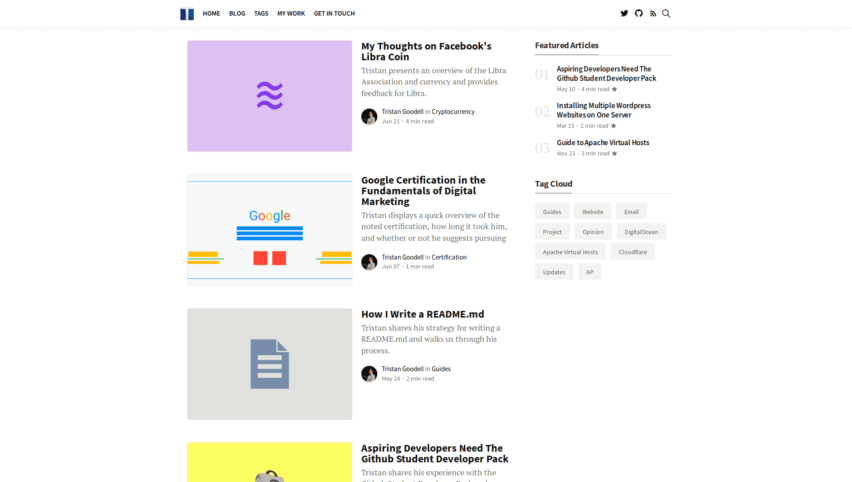 HOME BLOG TAGS MY WORK GET IN TOUCH
My Thoughts on Facebook's
Libra Coin
Tristan presents an overview of the Libra
Association and currency and provides
feedback for Libra.
Tristan Goodell in Cryptocurrency
Jun 21 · 4 min read
Google
Google Certification in the
Fundamentals of Digital
Marketing
Tristan displays a quick overview of the
noted certification, how long it took him,
and whether or not he suggests pursuing
Tristan Goodell in Certification
Jun 07 · 1 min read
How I Write a README.md
Tristan shares his strategy for writing a
README.md and walks us through his
process.
Tristan Goodell in Guides
May 24 · 2 min read
Aspiring Developers Need The
Github Student Developer Pack
Tristan shares his experience with the
Featured Articles
01
Aspiring Developers Need The
Github Student Developer Pack
May 10 · 4 min read ★
02
Installing Multiple Wordpress
Websites on One Server
Mar 15 · 2 min read ★
03
Guide to Apache Virtual Hosts
Nov 23 · 3 min read ★
Tag Cloud
Guides Website Email
Project Opinion DigitalOcean
Apache Virtual Hosts Cloudflare
Updates AP